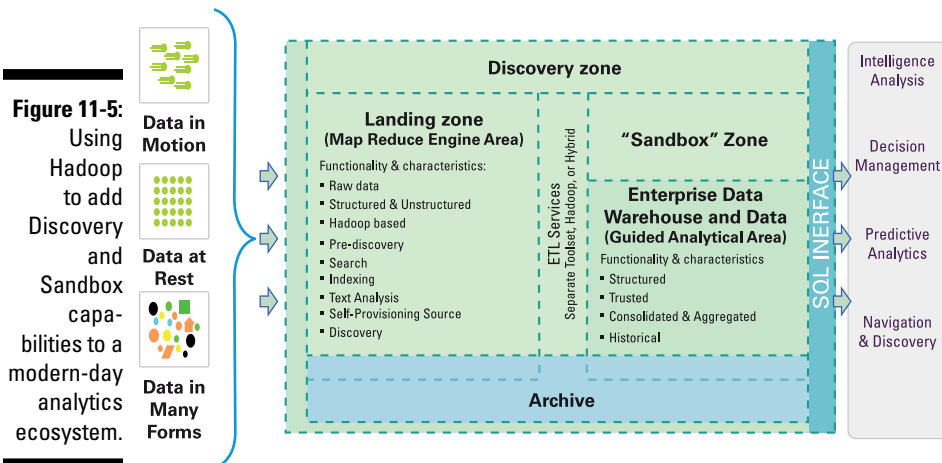 Figure 11-5:
Using
Hadoop
to add
Discovery
and
Sandbox
capa-
bilities to a
modern-day
analytics
ecosystem.
Data in
Motion
Data at
Rest
Data in
Many
Forms
Discovery zone
Landing zone
(Map Reduce Engine Area)
Functionality & characteristics:
▪ Raw data
▪ Structured & Unstructured
▪ Hadoop based
▪ Pre-discovery
▪ Search
▪ Indexing
▪ Text Analysis
▪ Self-Provisioning Source
▪ Discovery
ETL Services
Separate Toolset, Hadoop, or Hybrid
“Sandbox” Zone
Enterprise Data
Warehouse and Data
(Guided Analytical Area)
Functionality & characteristics
▪ Structured
▪ Trusted
▪ Consolidated & Aggregated
▪ Historical
Archive
SQL INERFACE
Intelligence
Analysis
Decision
Management
Predictive
Analytics
Navigation
& Discovery